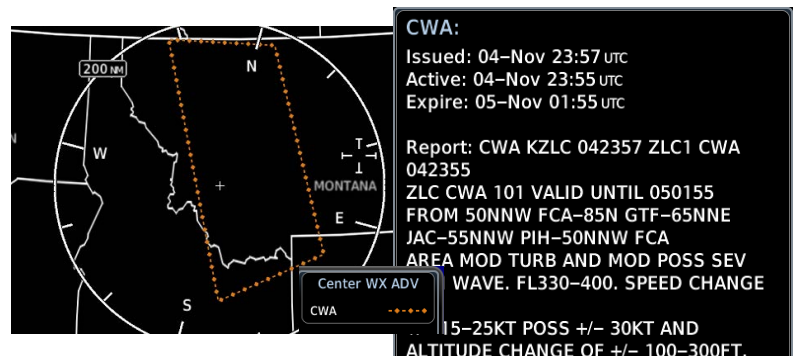 200 NM
N
N
W
MONTANA
E
S
Center WX ADV
CWA
CWA:
Issued: 04-Nov 23:57 UTC
Active: 04-Nov 23:55 UTC
Expire: 05-Nov 01:55 UTC
Report: CWA KZLC 042357 ZLC1 CWA
042355
ZLC CWA 101 VALID UNTIL 050155
FROM 50NNW FCA-85N GTF-65NNE
JAC-55NNW PIH-50NNW FCA
AREA MOD TURB AND MOD POSS SEV
WAVE. FL330-400. SPEED CHANGE
15-25KT POSS +/- 30KT AND
ALTITUDE CHANGE OF +/- 100-300FT.